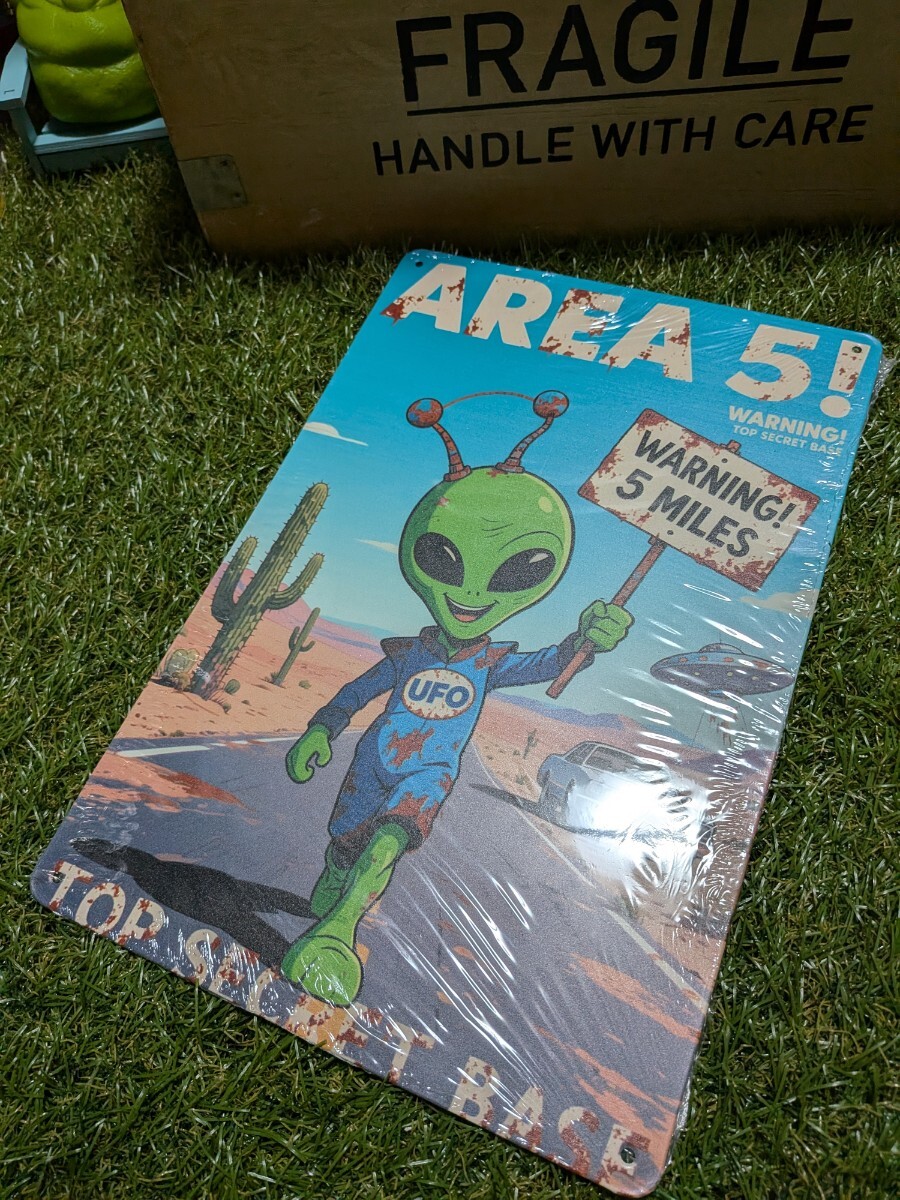 FRAGILE
HANDLE WITH CARE
AREA 5!
WARNING!
TOP SECRET BASE
WARNING!
5 MILES
UFO
TOP SECRET BASE